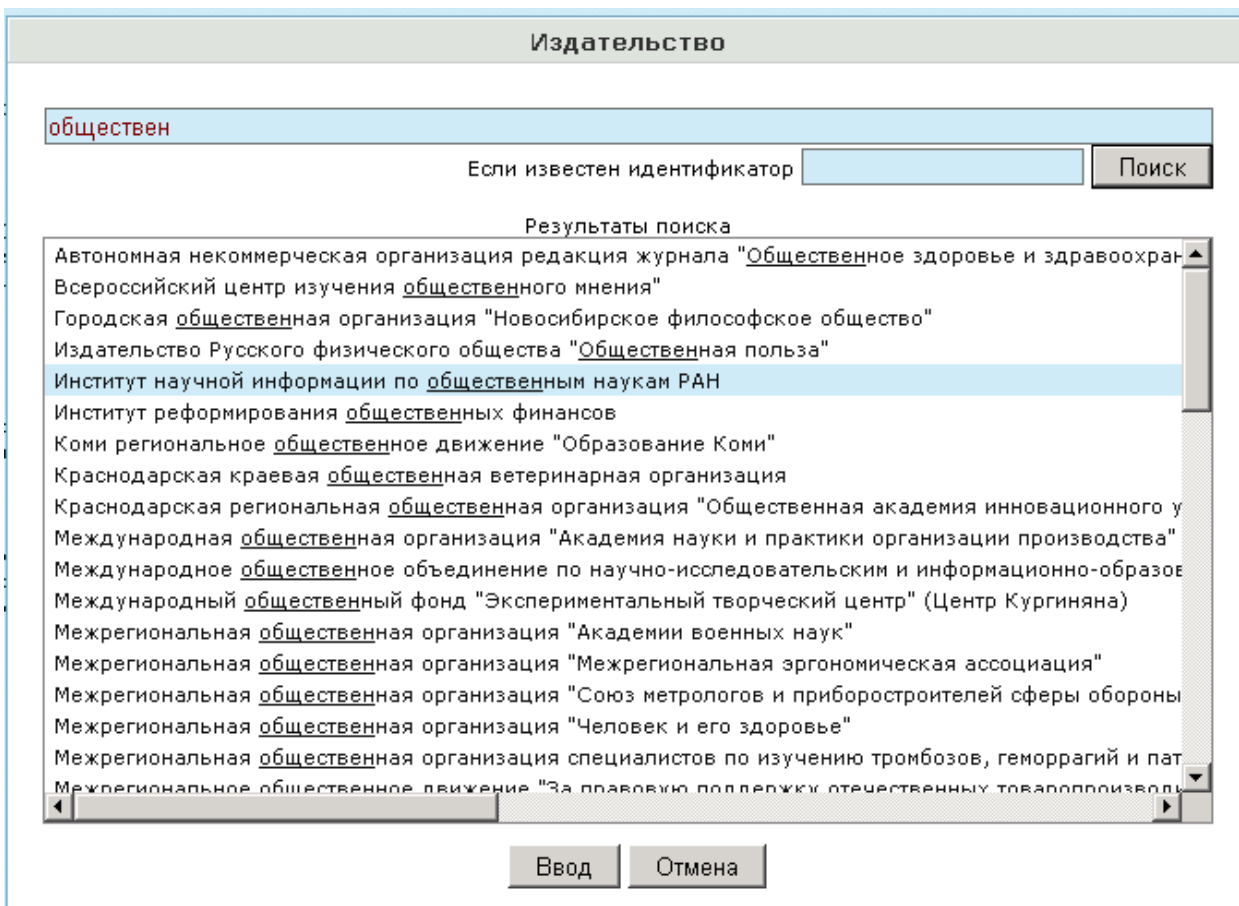 Издательство
обществен
Если известен идентификатор
Поиск
Результаты поиска
Автономная некоммерческая организация редакция журнала "Общественное здоровье и здравоохран
Всероссийский центр изучения общественного мнения"
Городская общественная организация "Новосибирское философское общество"
Издательство Русского физического общества "Общественная польза"
Институт научной информации по общественным наукам РАН
Институт реформирования общественных финансов
Коми региональное общественное движение "Образование Коми"
Краснодарская краевая общественная ветеринарная организация
Краснодарская региональная общественная организация "Общественная академия инновационного у
Международная общественная организация "Академия науки и практики организации производства"
Международное общественное объединение по научно-исследовательским и информационно-образов
Международный общественный фонд "Экспериментальный творческий центр" (Центр Кургиняна)
Межрегиональная общественная организация "Академии военных наук"
Межрегиональная общественная организация "Межрегиональная эргономическая ассоциация"
Межрегиональная общественная организация "Союз метрологов и приборостроителей сферы обороны
Межрегиональная общественная организация "Человек и его здоровье"
Межрегиональная общественная организация специалистов по изучению тромбозов, геморрагий и пат
Межрегиональное общественное движение "За правовую поддержку отечественных товаропроизводи
Ввод
Отмена